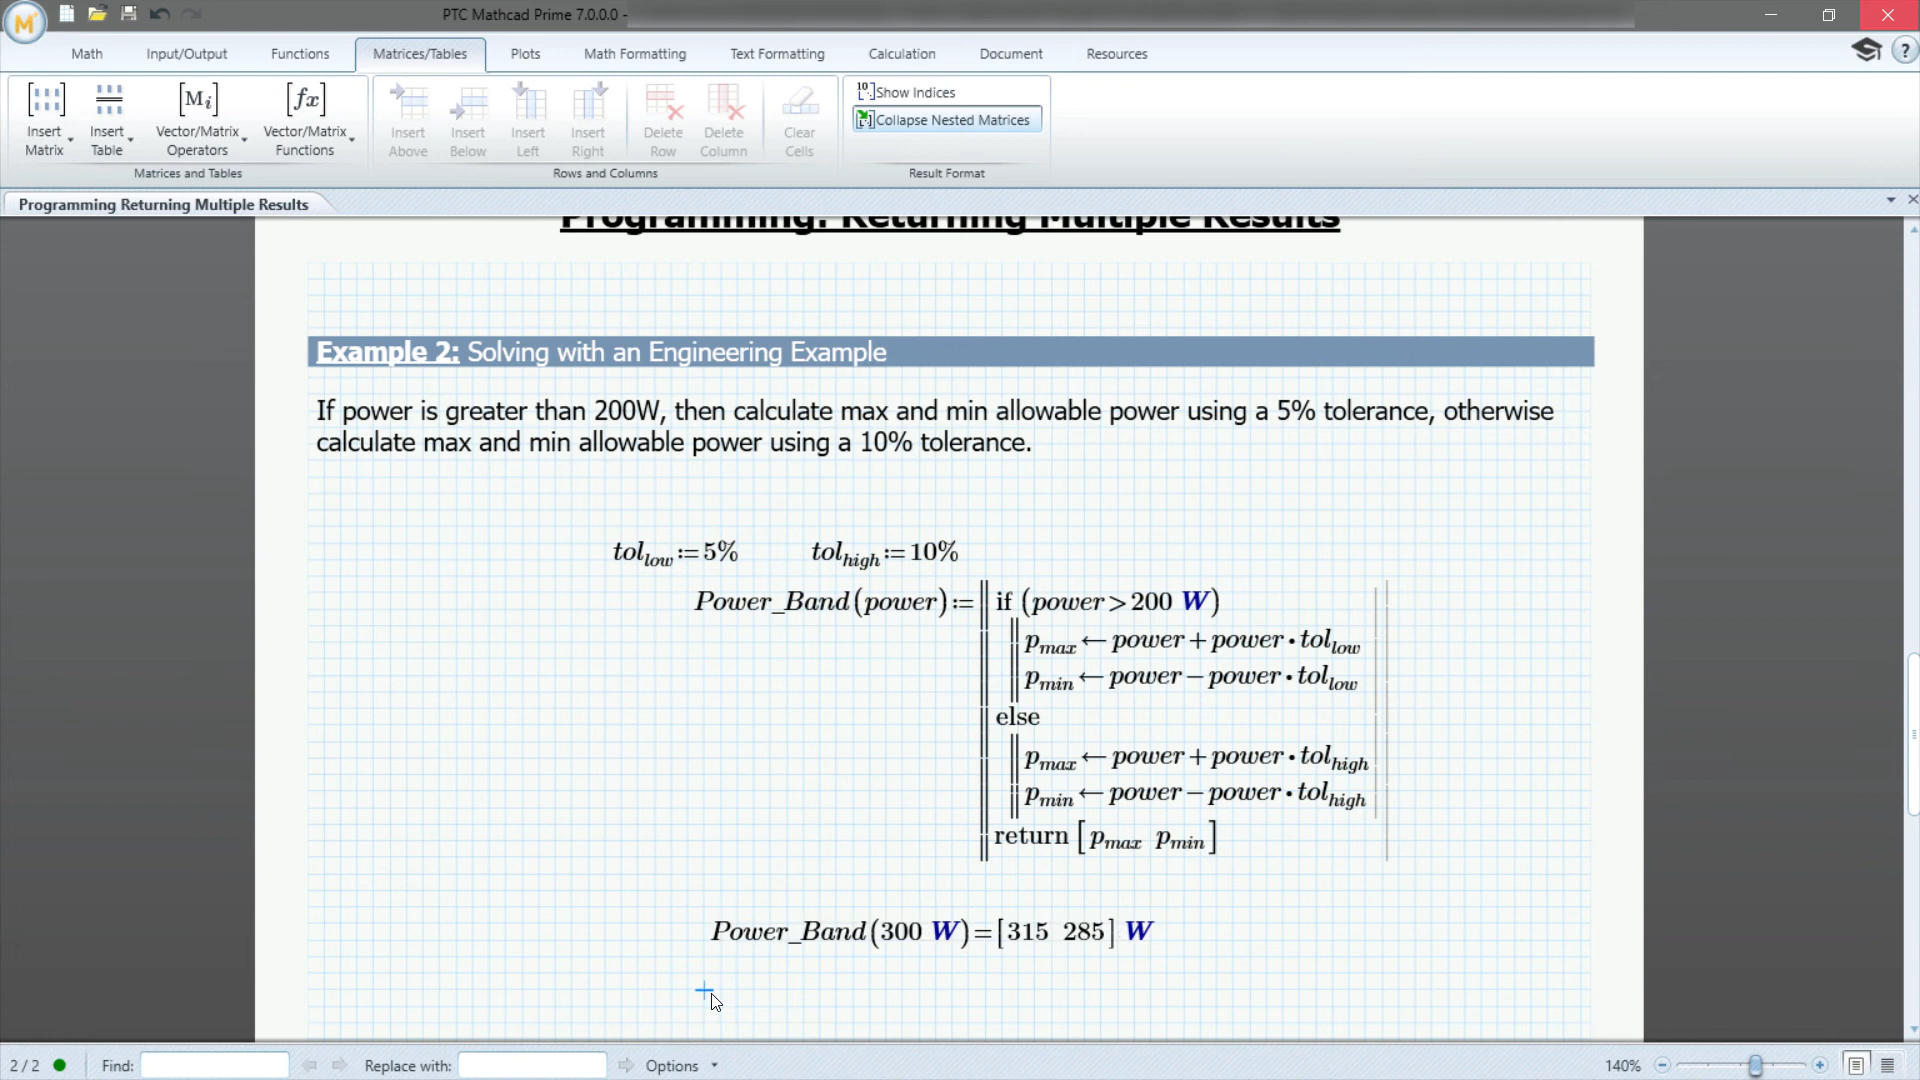 PTC Mathcad Prime 7.0.0.0 -
Math Input/Output Functions Matrices/Tables Plots Math Formatting Text Formatting Calculation Document Resources
Insert Matrix Insert Table Vector/Matrix Operators Vector/Matrix Functions Insert Above Insert Below Insert Left Insert Right Delete Row Delete Column Clear Cells
Show Indices
Collapse Nested Matrices
Matrices and Tables Rows and Columns Result Format
Programming Returning Multiple Results
Programming: Returning Multiple Results
Example 2: Solving with an Engineering Example
If power is greater than 200W, then calculate max and min allowable power using a 5% tolerance, otherwise
calculate max and min allowable power using a 10% tolerance.
tol_low := 5% tol_high := 10%
Power_Band(power) := if (power > 200 W)
p_max ← power + power · tol_low
p_min ← power − power · tol_low
else
p_max ← power + power · tol_high
p_min ← power − power · tol_high
return [p_max p_min]
Power_Band(300 W) = [315 285] W
2 / 2 Find: Replace with: Options 140%